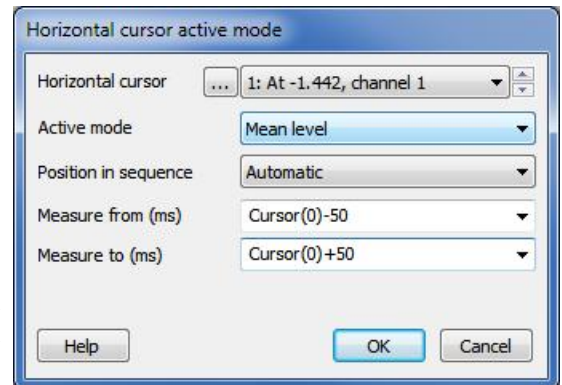 Horizontal cursor active mode
Horizontal cursor ... 1: At -1.442, channel 1
Active mode Mean level
Position in sequence Automatic
Measure from (ms) Cursor(0)-50
Measure to (ms) Cursor(0)+50
Help OK Cancel